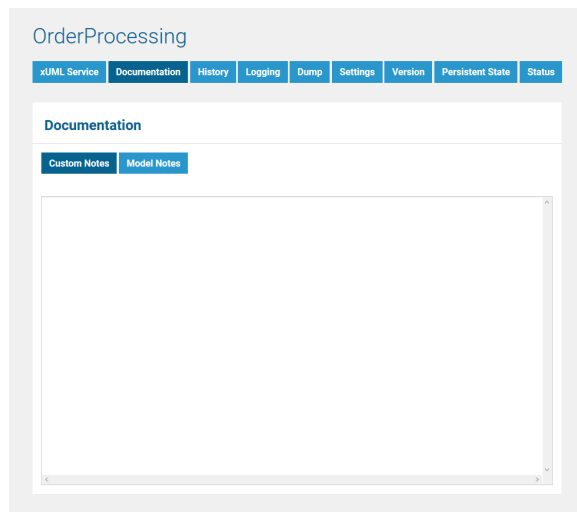 OrderProcessing
xUML Service Documentation History Logging Dump Settings Version Persistent State Status
Documentation
Custom Notes Model Notes